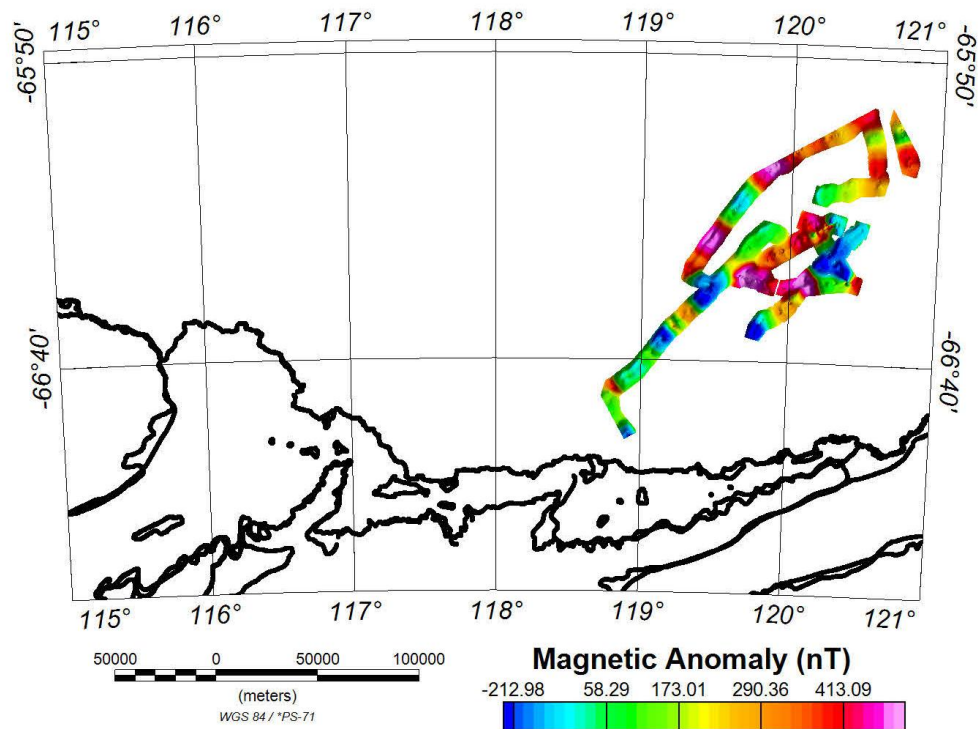 115° 116° 117° 118° 119° 120° 121°
-65°50' -65°50'
-66°40' -66°40'
115° 116° 117° 118° 119° 120° 121°
50000 0 50000 100000
(meters)
WGS 84 / *PS-71
Magnetic Anomaly (nT)
-212.98 58.29 173.01 290.36 413.09